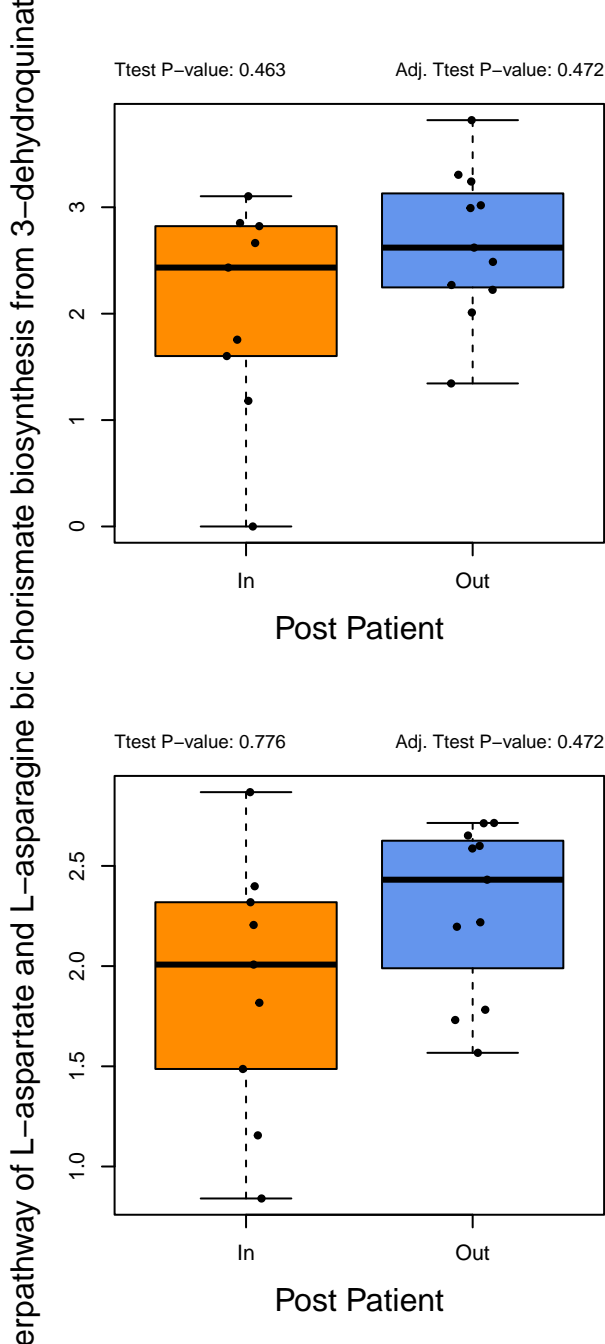 Ttest P−value: 0.463
Adj. Ttest P−value: 0.472
chorismate biosynthesis from 3−dehydroquinat
3
2
1
0
In
Out
Post Patient
Ttest P−value: 0.776
Adj. Ttest P−value: 0.472
erpathway of L−aspartate and L−asparagine bic
2.5
2.0
1.5
1.0
In
Out
Post Patient